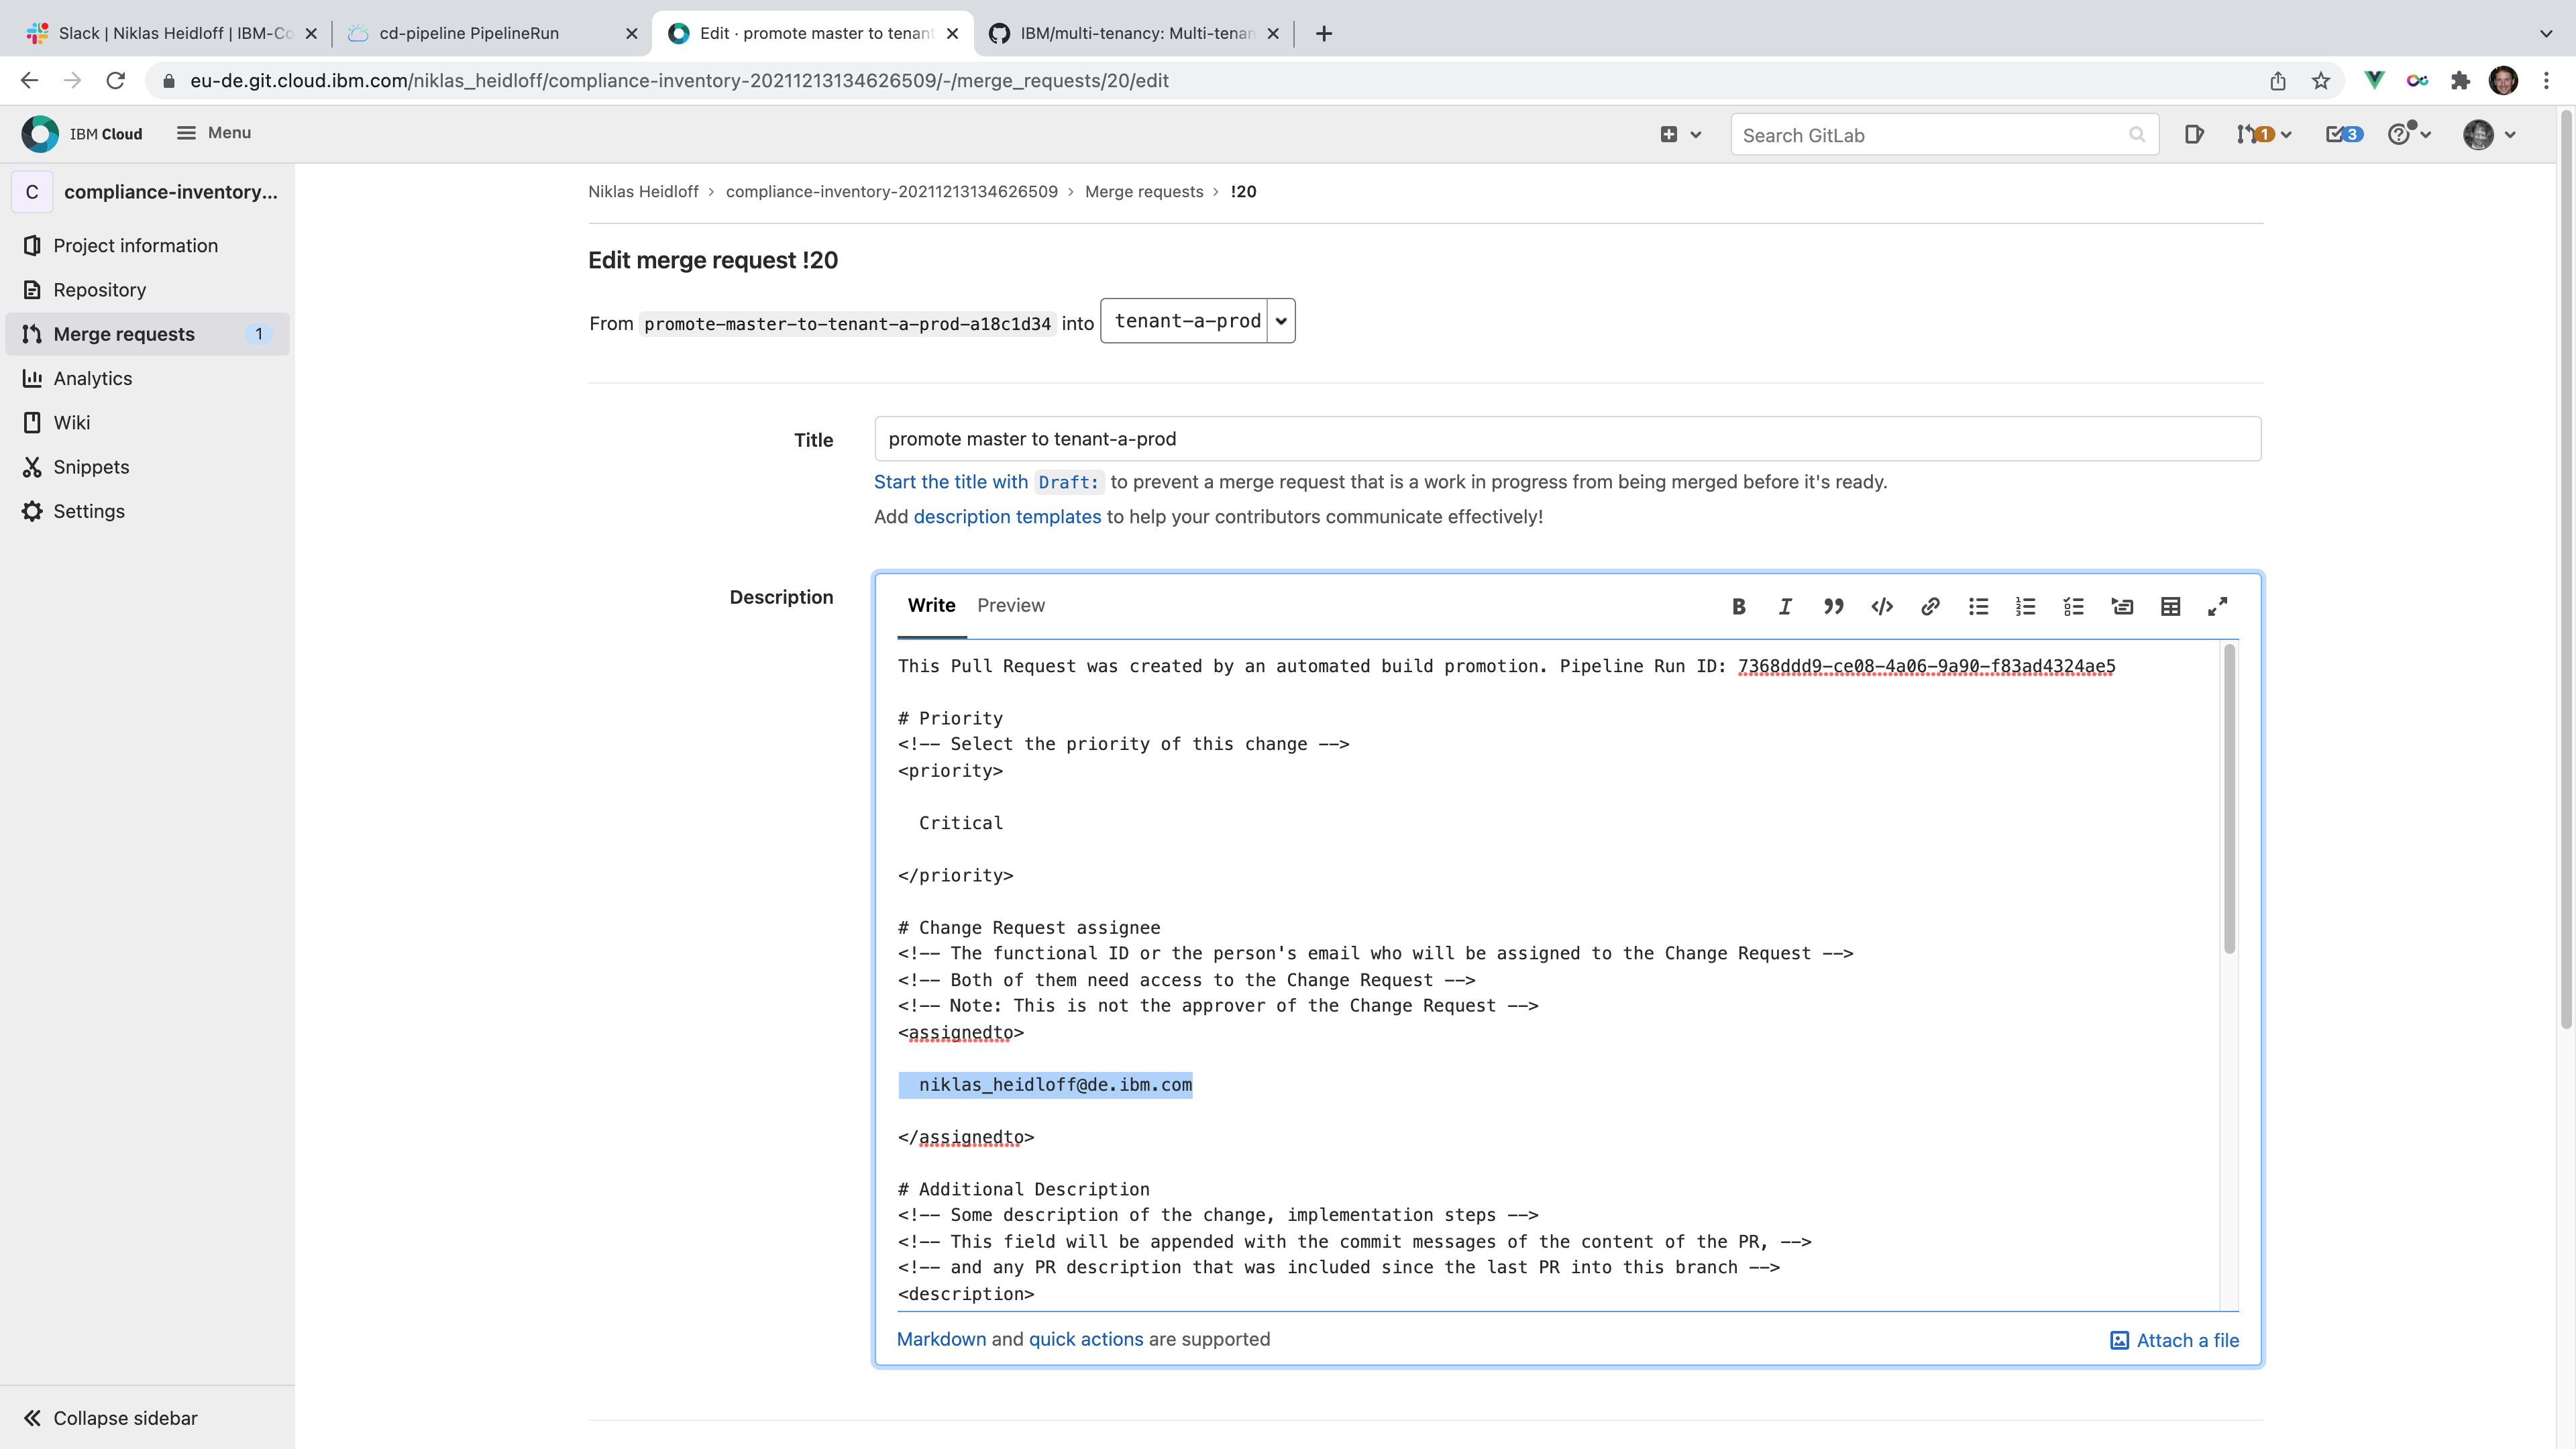 Slack | Niklas Heidloff | IBM-Co
cd-pipeline PipelineRun
Edit · promote master to tenant
IBM/multi-tenancy: Multi-tenan
eu-de.git.cloud.ibm.com/niklas_heidloff/compliance-inventory-20211213134626509/-/merge_requests/20/edit
IBM Cloud
Menu
Search GitLab
1
3
C
compliance-inventory...
Project information
Repository
Merge requests 1
Analytics
Wiki
Snippets
Settings
Collapse sidebar
Niklas Heidloff > compliance-inventory-20211213134626509 > Merge requests > !20
Edit merge request !20
From promote-master-to-tenant-a-prod-a18c1d34 into tenant-a-prod
Title
promote master to tenant-a-prod
Start the title with Draft: to prevent a merge request that is a work in progress from being merged before it's ready.
Add description templates to help your contributors communicate effectively!
Description
Write Preview
This Pull Request was created by an automated build promotion. Pipeline Run ID: 7368ddd9-ce08-4a06-9a90-f83ad4324ae5
# Priority
<!-- Select the priority of this change -->
<priority>
Critical
</priority>
# Change Request assignee
<!-- The functional ID or the person's email who will be assigned to the Change Request -->
<!-- Both of them need access to the Change Request -->
<!-- Note: This is not the approver of the Change Request -->
<assignedto>
niklas_heidloff@de.ibm.com
</assignedto>
# Additional Description
<!-- Some description of the change, implementation steps -->
<!-- This field will be appended with the commit messages of the content of the PR, -->
<!-- and any PR description that was included since the last PR into this branch -->
<description>
Markdown and quick actions are supported
Attach a file